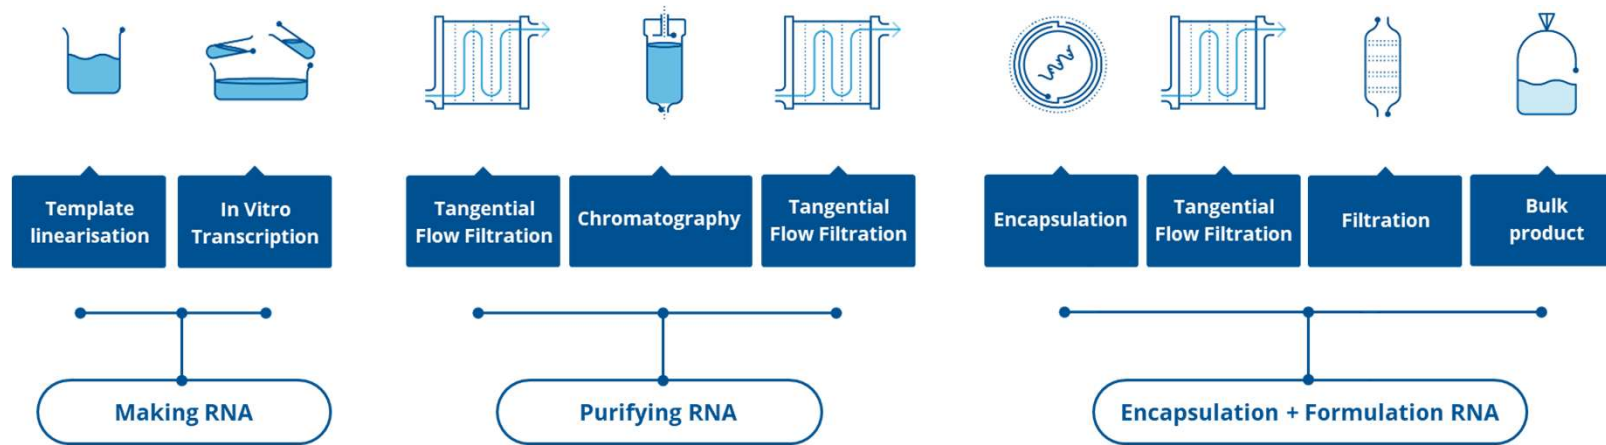 Template
linearisation
In Vitro
Transcription
Tangential
Flow Filtration
Chromatography
Tangential
Flow Filtration
Encapsulation
Tangential
Flow Filtration
Filtration
Bulk
product
Making RNA
Purifying RNA
Encapsulation + Formulation RNA